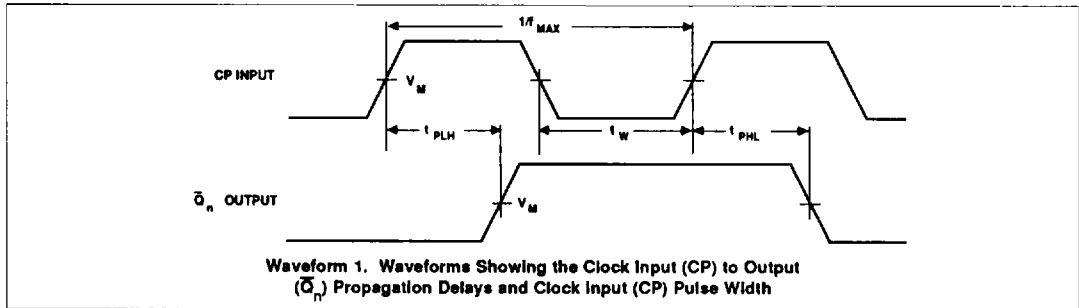 1/f MAX
CP INPUT
V M
t PLH
t W
t PHL
Q̅ n OUTPUT
V M
Waveform 1. Waveforms Showing the Clock Input (CP) to Output
(Q̅ n) Propagation Delays and Clock Input (CP) Pulse Width